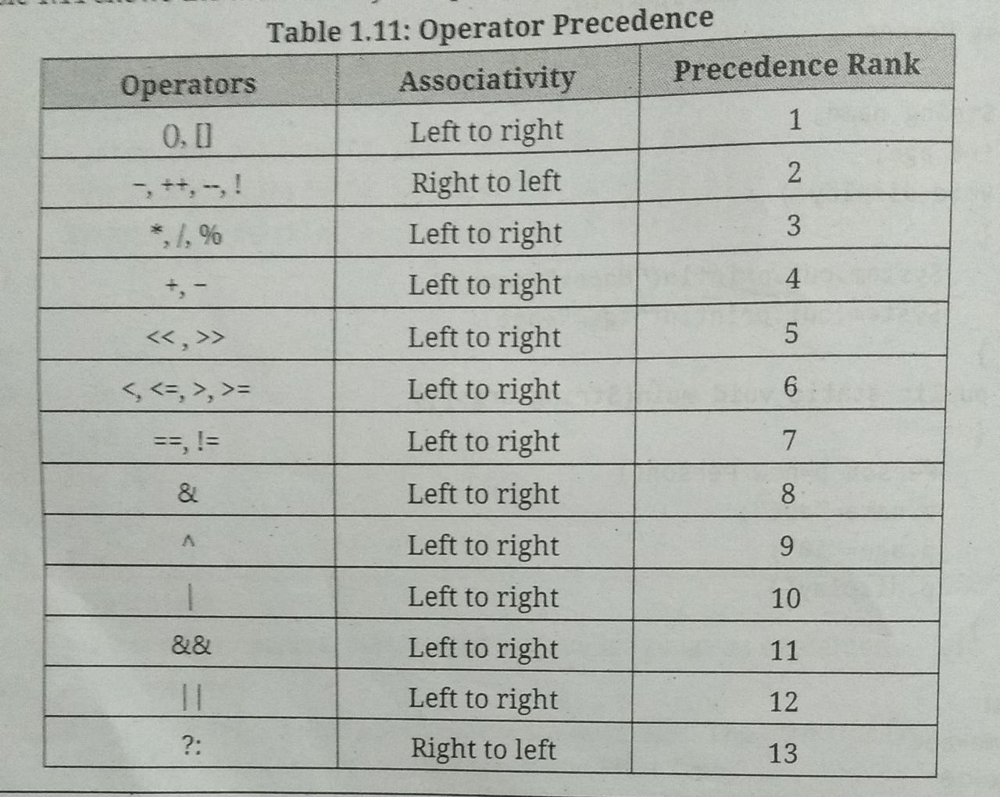 Table 1.11: Operator Precedence
Operators Associativity Precedence Rank
(), [] Left to right 1
−, ++, −−, ! Right to left 2
*, /, % Left to right 3
+, − Left to right 4
<< , >> Left to right 5
<, <=, >, >= Left to right 6
==, != Left to right 7
& Left to right 8
^ Left to right 9
| Left to right 10
&& Left to right 11
|| Left to right 12
?: Right to left 13